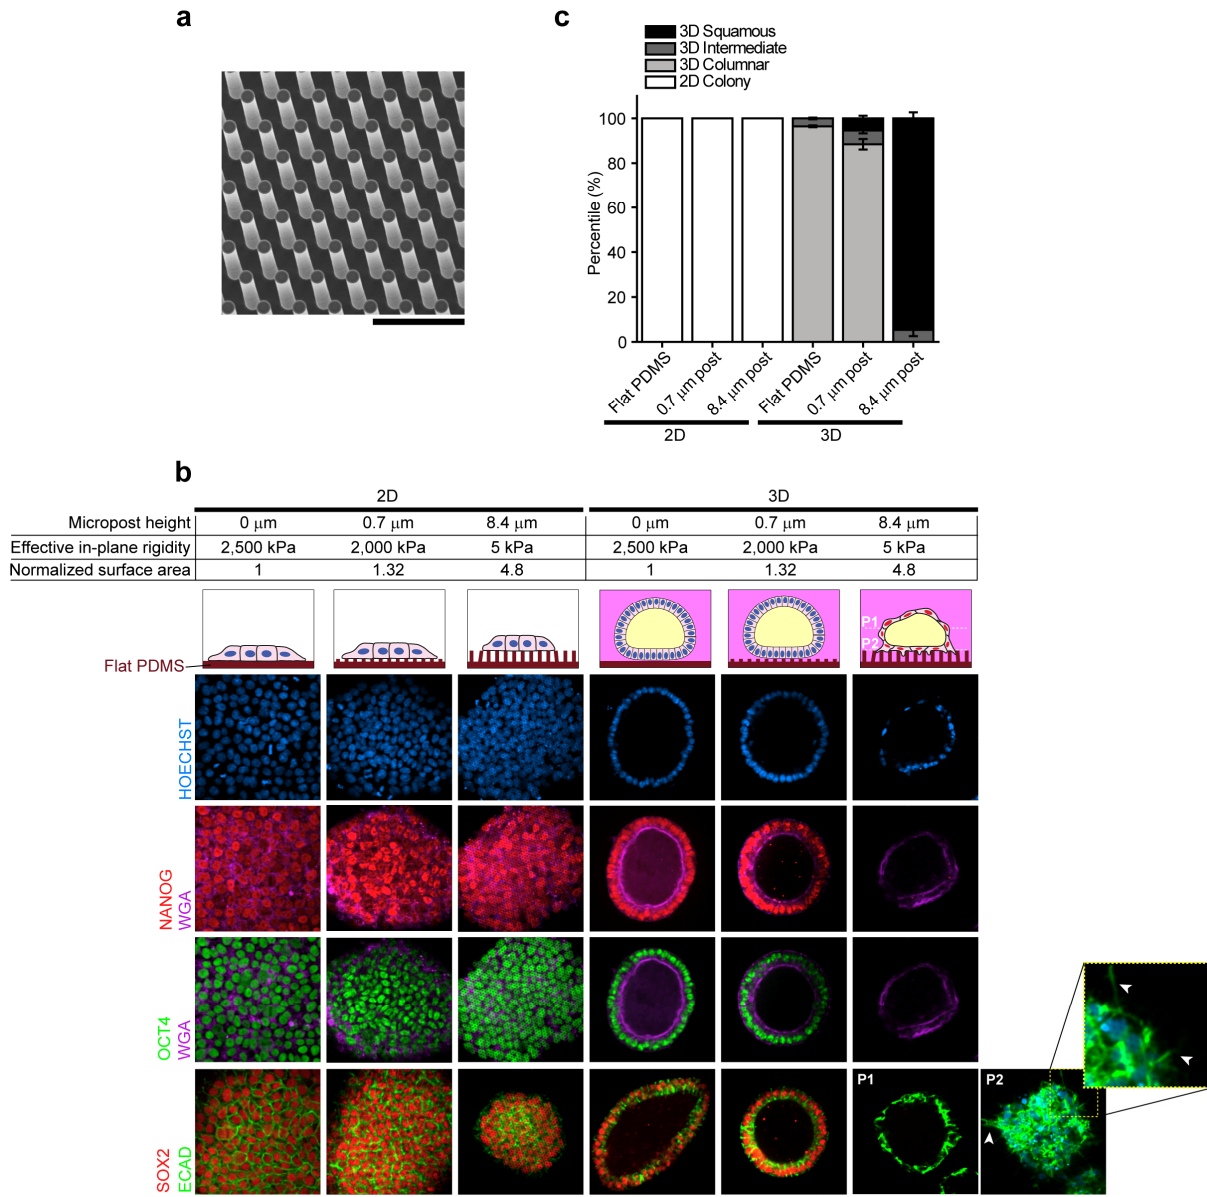 a
c
3D Squamous
3D Intermediate
3D Columnar
2D Colony
Percentile (%)
100
80
60
40
20
0
Flat PDMS
0.7 μm post
8.4 μm post
Flat PDMS
0.7 μm post
8.4 μm post
2D
3D
b
2D 3D
Micropost height 0 μm 0.7 μm 8.4 μm 0 μm 0.7 μm 8.4 μm
Effective in-plane rigidity 2,500 kPa 2,000 kPa 5 kPa 2,500 kPa 2,000 kPa 5 kPa
Normalized surface area 1 1.32 4.8 1 1.32 4.8
P1
P2
Flat PDMS
HOECHST
NANOG
WGA
OCT4
WGA
SOX2
ECAD
P1
P2